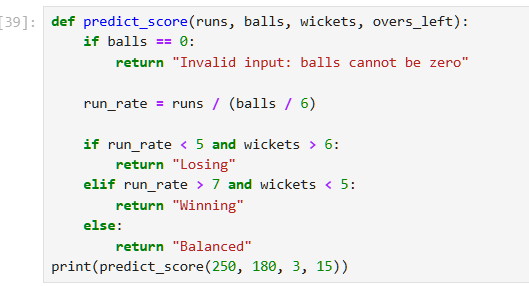 [39]: def predict_score(runs, balls, wickets, overs_left):
    if balls == 0:
        return "Invalid input: balls cannot be zero"

    run_rate = runs / (balls / 6)

    if run_rate < 5 and wickets > 6:
        return "Losing"
    elif run_rate > 7 and wickets < 5:
        return "Winning"
    else:
        return "Balanced"
print(predict_score(250, 180, 3, 15))